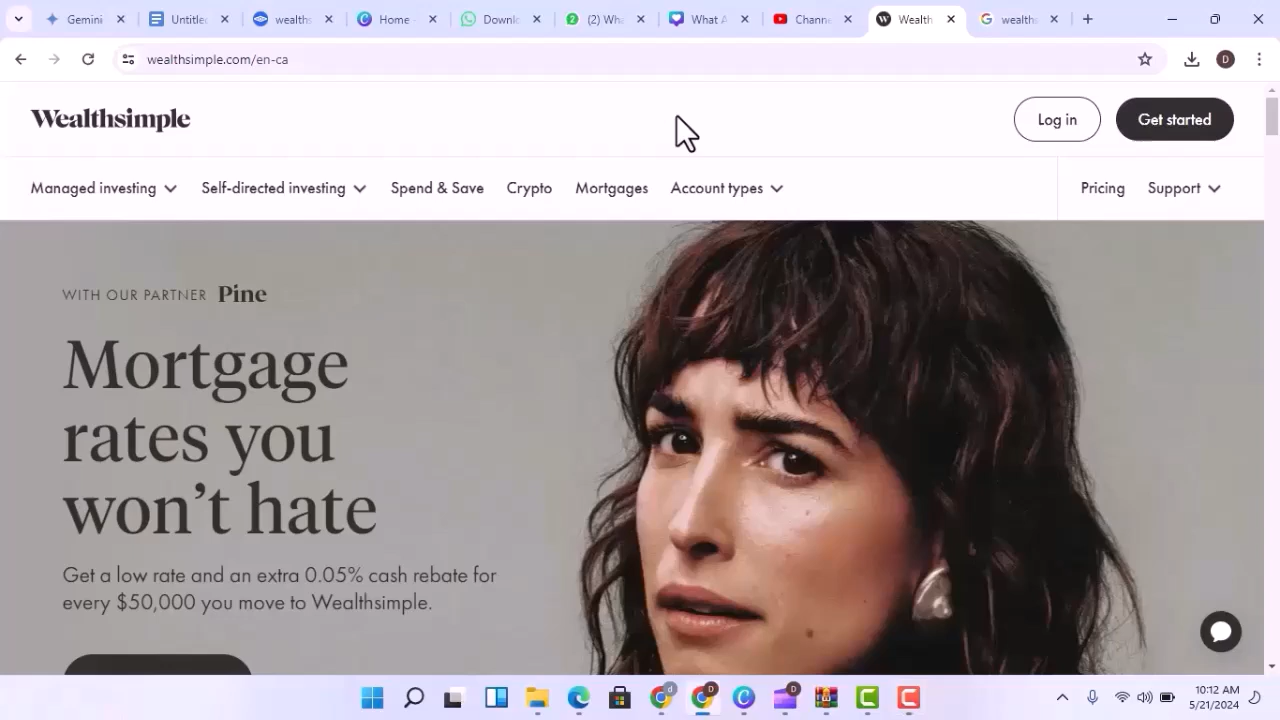 Gemini
Untitle
wealths
Home -
Downlo
(2) Wha
What A
Channe
Wealth
wealths
wealthsimple.com/en-ca
D
Wealthsimple
Log in
Get started
Managed investing
Self-directed investing
Spend & Save
Crypto
Mortgages
Account types
Pricing
Support
WITH OUR PARTNER Pine
Mortgage
rates you
won't hate
Get a low rate and an extra 0.05% cash rebate for
every $50,000 you move to Wealthsimple.
10:12 AM
5/21/2024